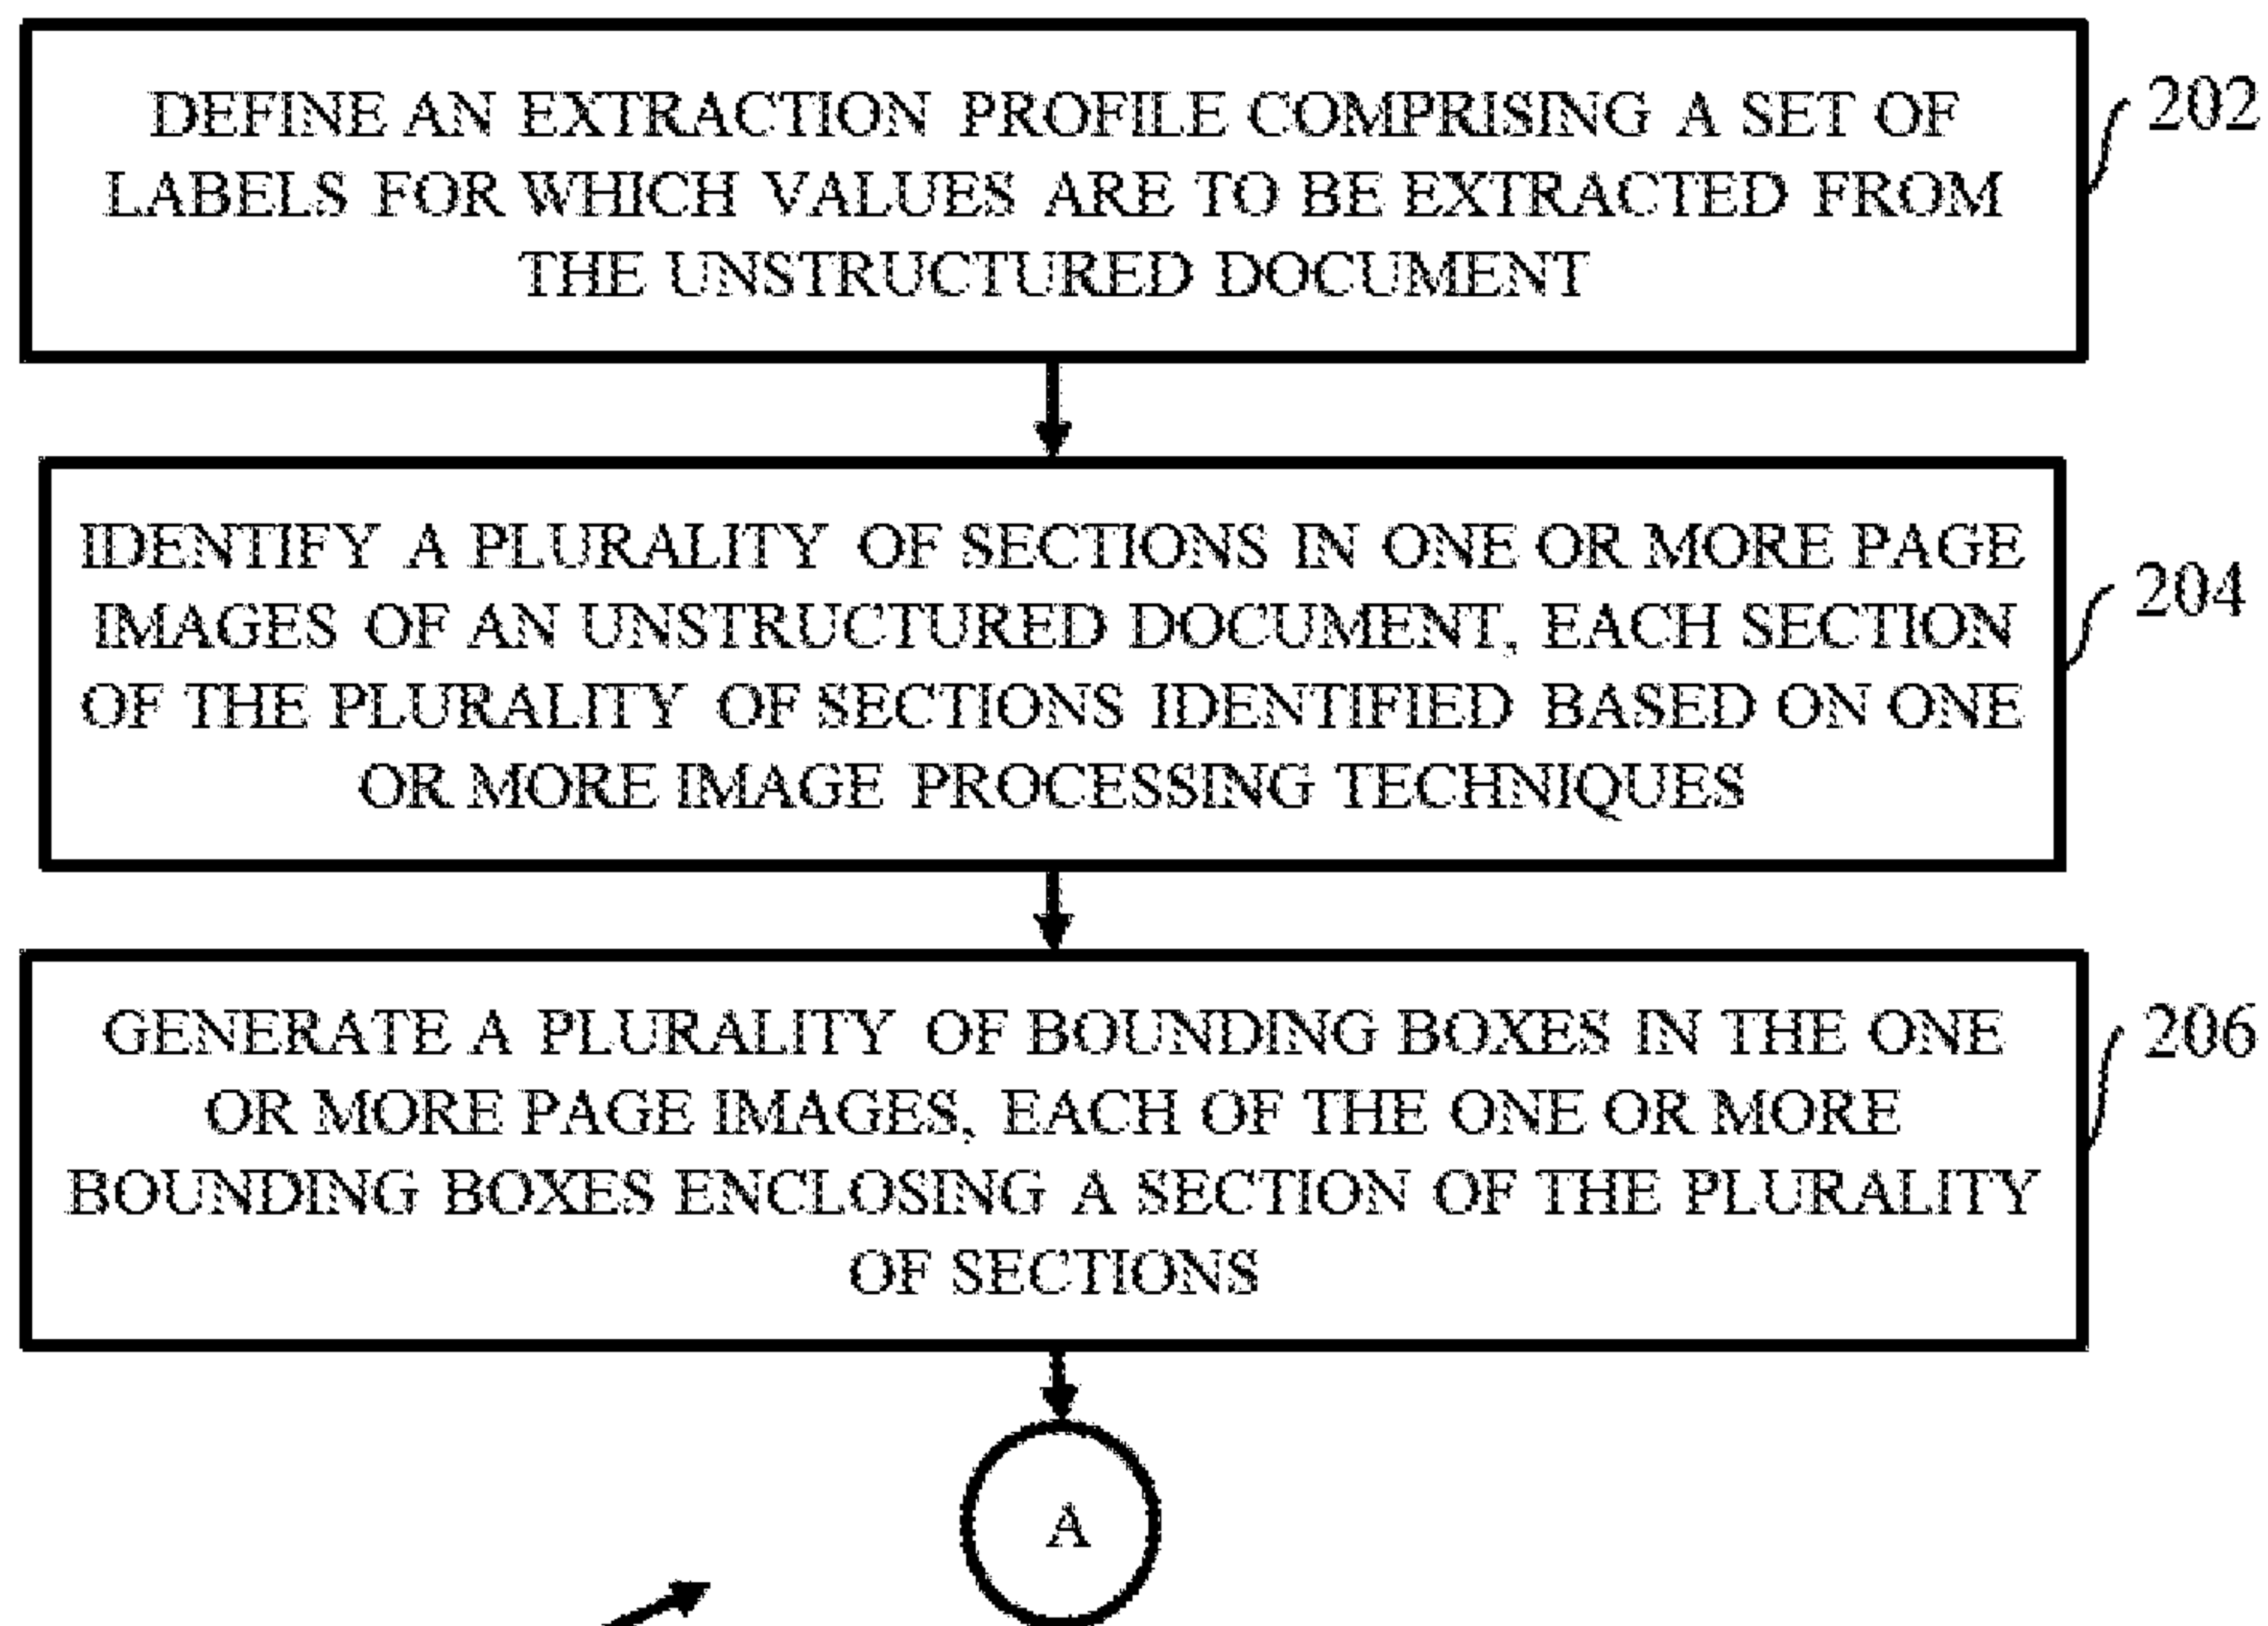 DEFINE AN EXTRACTION PROFILE COMPRISING A SET OF
LABELS FOR WHICH VALUES ARE TO BE EXTRACTED FROM
THE UNSTRUCTURED DOCUMENT
202
IDENTIFY A PLURALITY OF SECTIONS IN ONE OR MORE PAGE
IMAGES OF AN UNSTRUCTURED DOCUMENT, EACH SECTION
OF THE PLURALITY OF SECTIONS IDENTIFIED BASED ON ONE
OR MORE IMAGE PROCESSING TECHNIQUES
204
GENERATE A PLURALITY OF BOUNDING BOXES IN THE ONE
OR MORE PAGE IMAGES, EACH OF THE ONE OR MORE
BOUNDING BOXES ENCLOSING A SECTION OF THE PLURALITY
OF SECTIONS
206
A